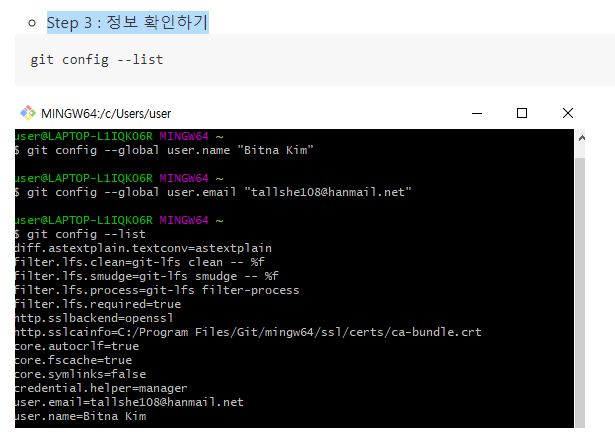 Step 3 : 정보 확인하기
git config --list
MINGW64:/c/Users/user
user@LAPTOP-L1IQKO6R MINGW64 ~
$ git config --global user.name "Bitna Kim"
user@LAPTOP-L1IQKO6R MINGW64 ~
$ git config --global user.email "tallshe108@hanmail.net"
user@LAPTOP-L1IQKO6R MINGW64 ~
$ git config --list
diff.astextplain.textconv=astextplain
filter.lfs.clean=git-lfs clean -- %f
filter.lfs.smudge=git-lfs smudge -- %f
filter.lfs.process=git-lfs filter-process
filter.lfs.required=true
http.sslbackend=openssl
http.sslcainfo=C:/Program Files/Git/mingw64/ssl/certs/ca-bundle.crt
core.autocrlf=true
core.fscache=true
core.symlinks=false
credential.helper=manager
user.email=tallshe108@hanmail.net
user.name=Bitna Kim